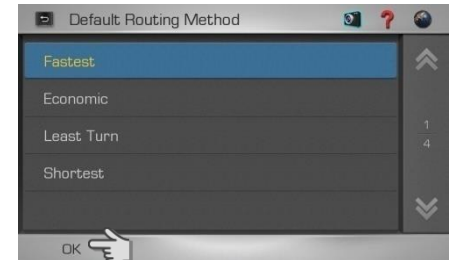 Default Routing Method
?
Fastest
Economic
Least Turn
Shortest
1
4
OK